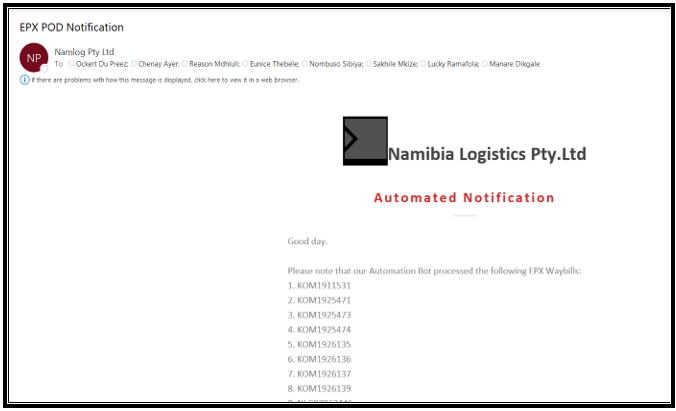 EPX POD Notification
NP
Namlog Pty Ltd
To Ockert Du Preez; Chenay Ayer; Reason Mdhluli; Eunice Thebele; Nombuso Sibiya; Sakhile Mkize; Lucky Ramafola; Manare Dikgale
If there are problems with how this message is displayed, click here to view it in a web browser.
Namibia Logistics Pty.Ltd
Automated Notification
Good day.
Please note that our Automation Bot processed the following EPX Waybills:
1. KOM1911531
2. KOM1925471
3. KOM1925473
4. KOM1925474
5. KOM1926135
6. KOM1926136
7. KOM1926137
8. KOM1926139